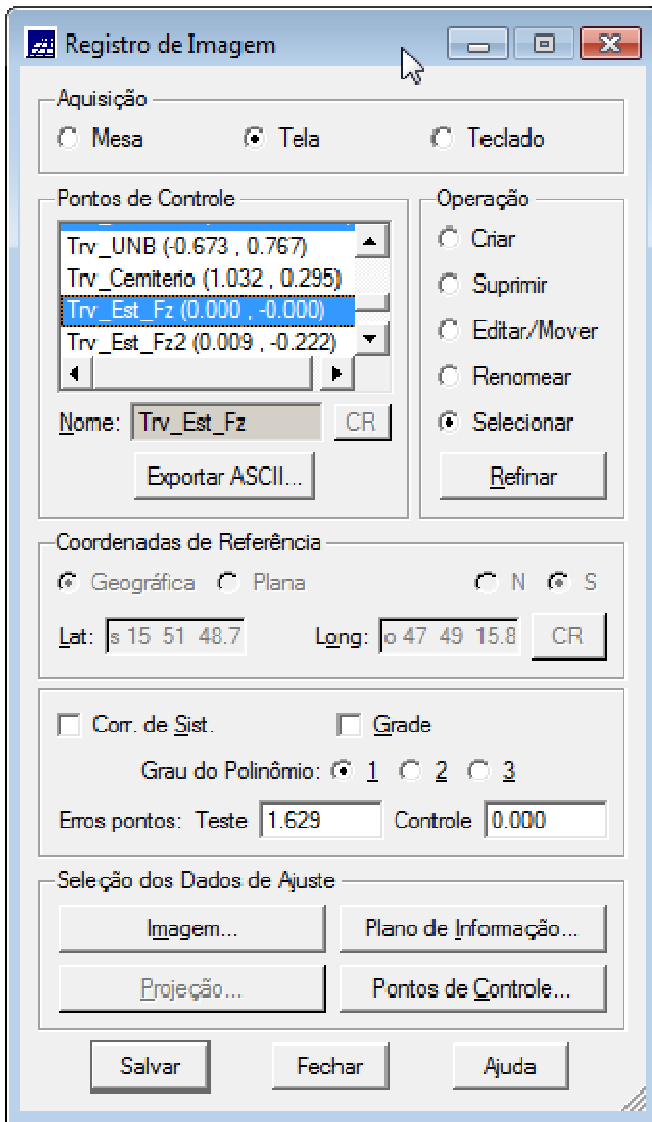 Registro de Imagem
Aquisição
Mesa Tela Teclado
Pontos de Controle
Trv_UNB (-0.673 , 0.767)
Trv_Cemiterio (1.032 , 0.295)
Trv_Est_Fz (0.000 , -0.000)
Trv_Est_Fz2 (0.009 , -0.222)
Nome: Trv_Est_Fz CR
Exportar ASCII...
Operação
Criar
Suprimir
Editar/Mover
Renomear
Selecionar
Refinar
Coordenadas de Referência
Geográfica Plana N S
Lat: s 15 51 48.7 Long: o 47 49 15.8 CR
Corr. de Sist. Grade
Grau do Polinômio: 1 2 3
Erros pontos: Teste 1.629 Controle 0.000
Seleção dos Dados de Ajuste
Imagem... Plano de Informação...
Projeção... Pontos de Controle...
Salvar Fechar Ajuda